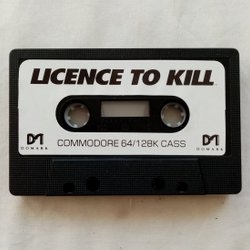 LICENCE TO KILL
COMMODORE 64/128K CASS
DOMARK DOMARK